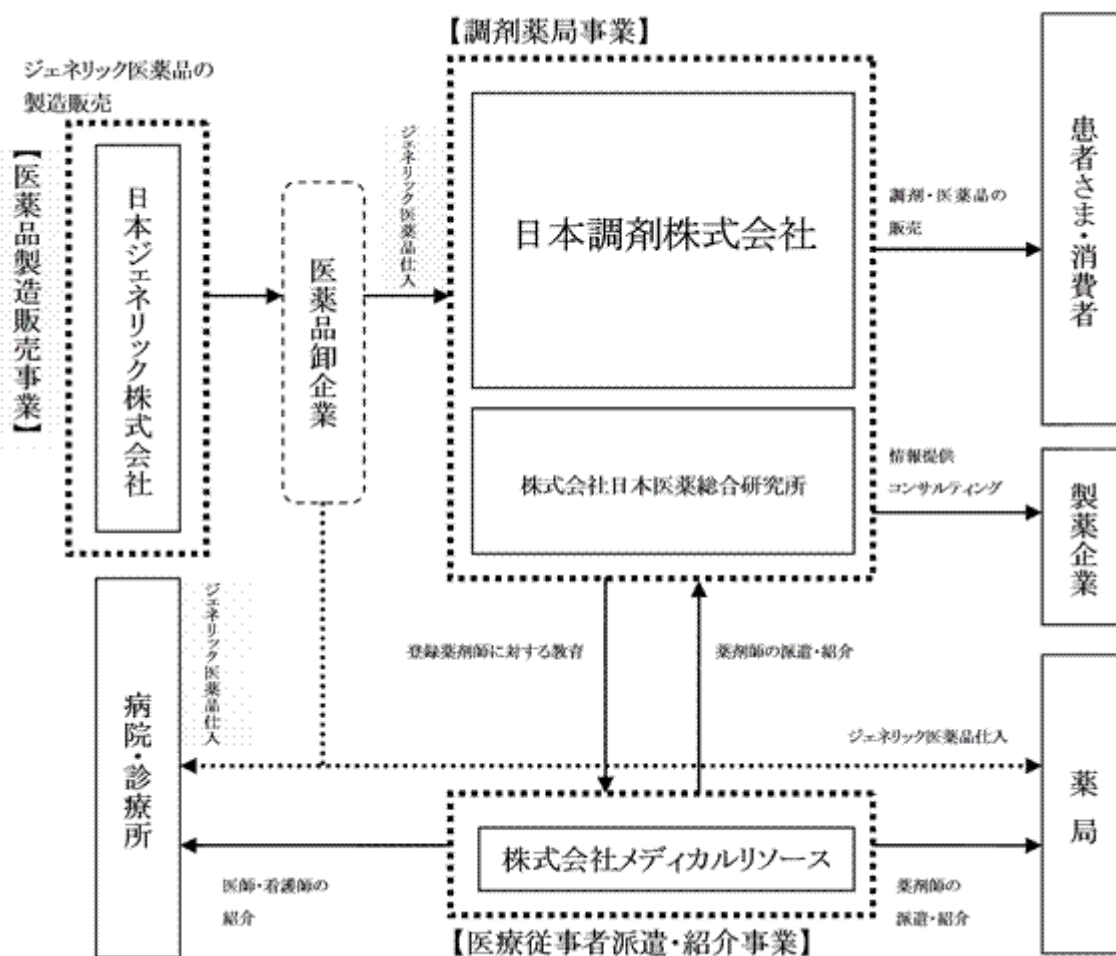 【調剤薬局事業】
ジェネリック医薬品の
製造販売
【医薬品製造販売事業】
日本ジェネリック株式会社
医薬品卸企業
ジェネリック医薬品仕入
日本調剤株式会社
株式会社日本医薬総合研究所
調剤・医薬品の
販売
患者さま・消費者
情報提供
コンサルティング
製薬企業
病院・診療所
ジェネリック医薬品仕入
登録薬剤師に対する教育
薬剤師の派遣・紹介
ジェネリック医薬品仕入
薬局
株式会社メディカルリソース
医師・看護師の
紹介
薬剤師の
派遣・紹介
【医療従事者派遣・紹介事業】